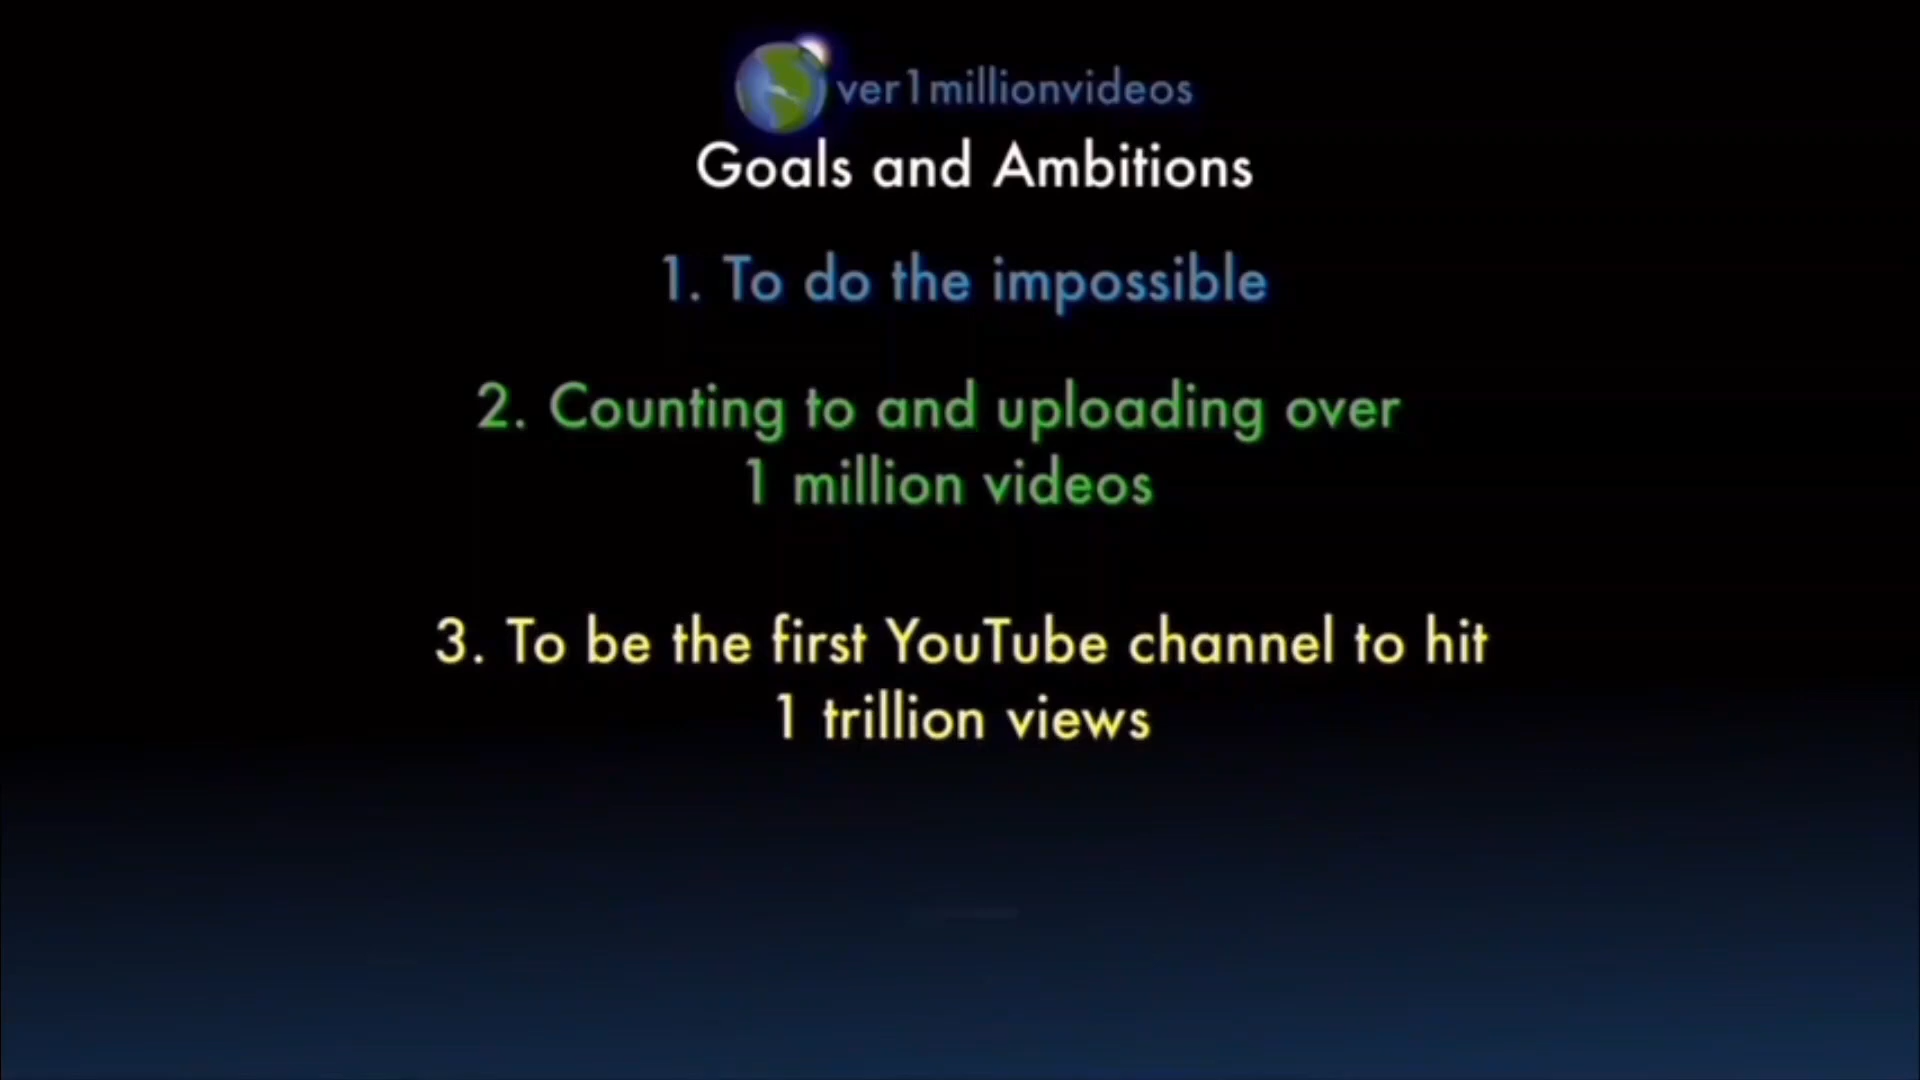 ver1millionvideos
Goals and Ambitions
1. To do the impossible
2. Counting to and uploading over
1 million videos
3. To be the first YouTube channel to hit
1 trillion views